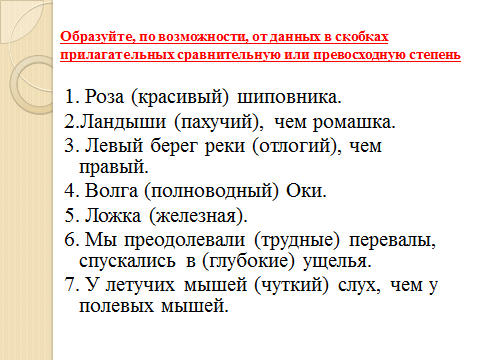 Образуйте, по возможности, от данных в скобках
прилагательных сравнительную или превосходную степень
1. Роза (красивый) шиповника.
2.Ландыши (пахучий), чем ромашка.
3. Левый берег реки (отлогий), чем
правый.
4. Волга (полноводный) Оки.
5. Ложка (железная).
6. Мы преодолевали (трудные) перевалы,
спускались в (глубокие) ущелья.
7. У летучих мышей (чуткий) слух, чем у
полевых мышей.